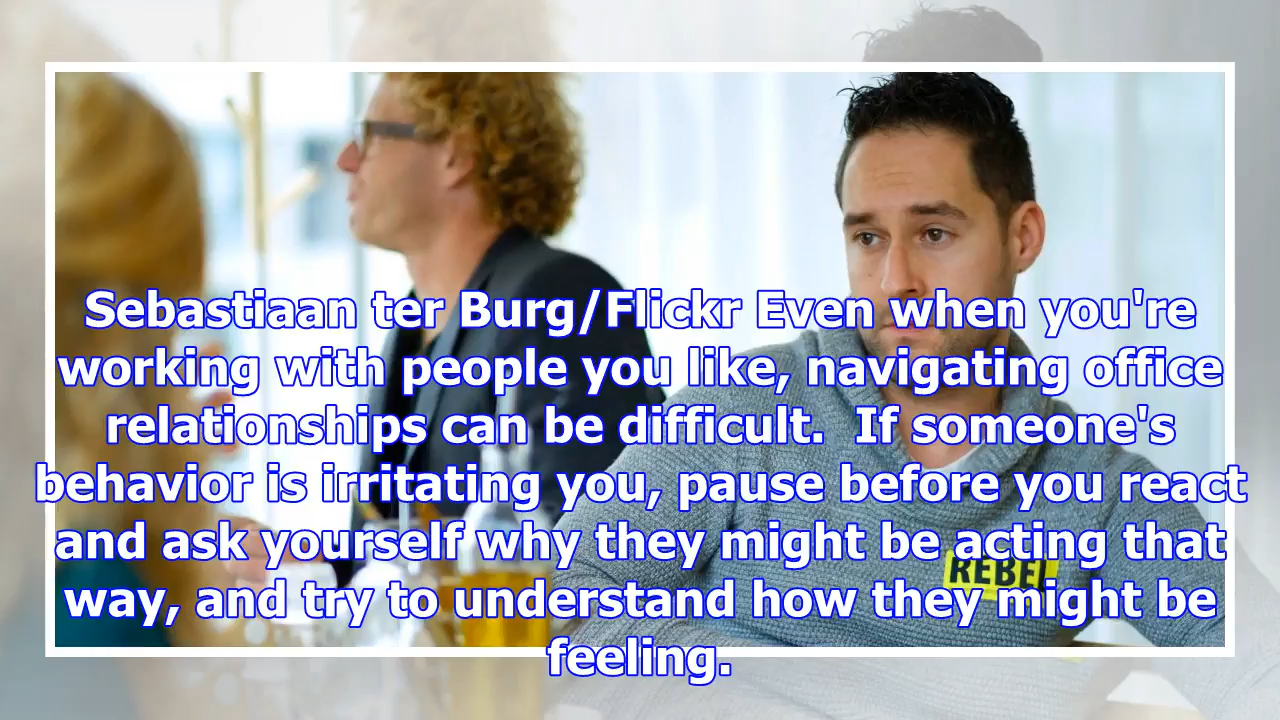 Sebastiaan ter Burg/Flickr Even when you're
working with people you like, navigating office
relationships can be difficult.  If someone's
behavior is irritating you, pause before you react
and ask yourself why they might be acting that
way, and try to understand how they might be
feeling.
REBEL